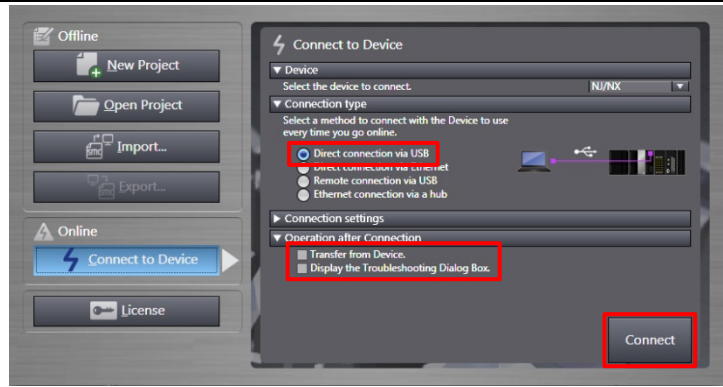 Offline
New Project
Open Project
Import...
Export...
Online
Connect to Device
License
Connect to Device
▼ Device
Select the device to connect. NJ/NX
▼ Connection type
Select a method to connect with the Device to use
every time you go online.
Direct connection via USB
Direct connection via Ethernet
Remote connection via USB
Ethernet connection via a hub
▶ Connection settings
▼ Operation after Connection
Transfer from Device.
Display the Troubleshooting Dialog Box.
Connect